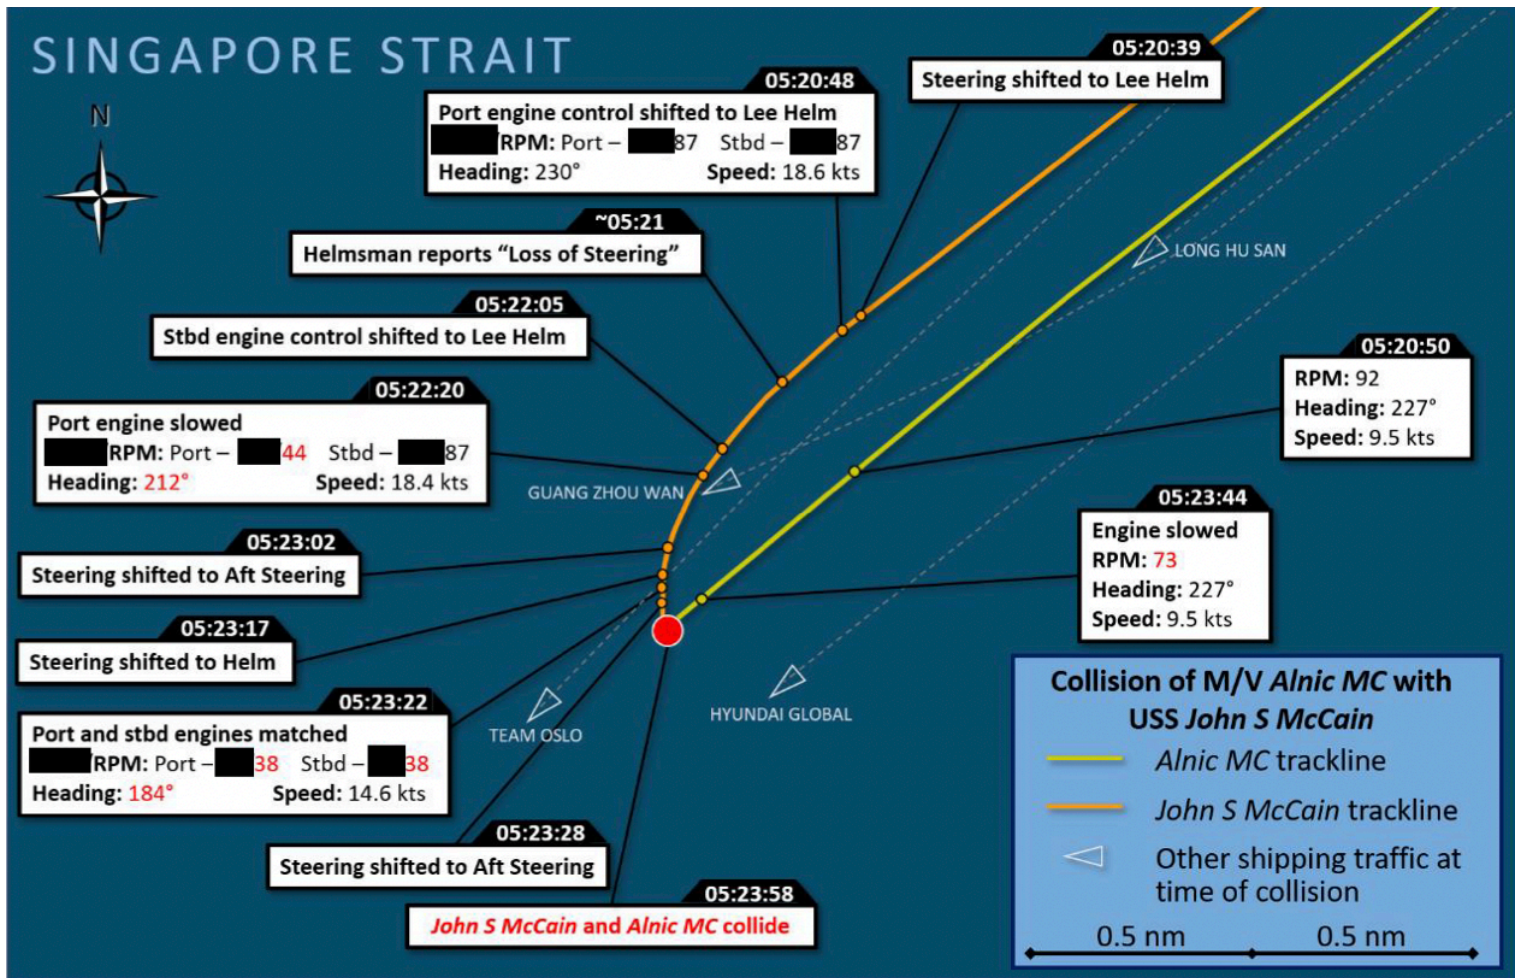 SINGAPORE STRAIT
N
05:20:39
Steering shifted to Lee Helm
05:20:48
Port engine control shifted to Lee Helm
/RPM: Port – 87 Stbd – 87
Heading: 230° Speed: 18.6 kts
~05:21
Helmsman reports “Loss of Steering”
LONG HU SAN
05:22:05
Stbd engine control shifted to Lee Helm
05:20:50
RPM: 92
Heading: 227°
Speed: 9.5 kts
05:22:20
Port engine slowed
RPM: Port – /44 Stbd – 87
Heading: 212° Speed: 18.4 kts
GUANG ZHOU WAN
05:23:44
Engine slowed
RPM: 73
Heading: 227°
Speed: 9.5 kts
05:23:02
Steering shifted to Aft Steering
05:23:17
Steering shifted to Helm
05:23:22
Port and stbd engines matched
/RPM: Port – 38 Stbd – 38
Heading: 184° Speed: 14.6 kts
TEAM OSLO
HYUNDAI GLOBAL
05:23:28
Steering shifted to Aft Steering
05:23:58
John S McCain and Alnic MC collide
Collision of M/V Alnic MC with
USS John S McCain
Alnic MC trackline
John S McCain trackline
Other shipping traffic at
time of collision
0.5 nm 0.5 nm